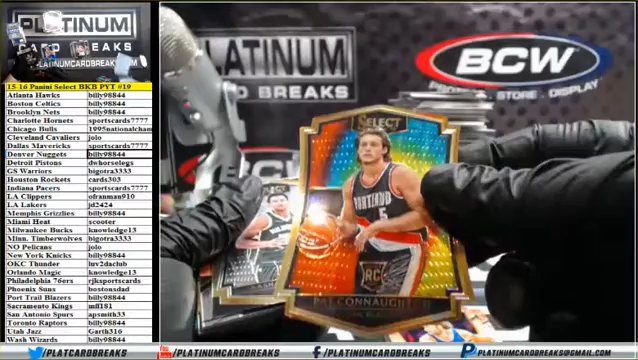 PLATINUM
CARD BREAKS
PLATINUMCARDBREAKS.COM
15-16 Panini Select BKB PYT #19
Atlanta Hawks billy98844
Boston Celtics billy98844
Brooklyn Nets billy98844
Charlotte Hornets sportscards7777
Chicago Bulls 1995nationalcham
Cleveland Cavaliers jolo
Dallas Mavericks sportscards7777
Denver Nuggets billy98844
Detroit Pistons dwhorselegs
GS Warriors bigotra3333
Houston Rockets cards303
Indiana Pacers sportscards7777
LA Clippers ofranman910
LA Lakers jd2424
Memphis Grizzlies billy98844
Miami Heat scooter
Milwaukee Bucks knowledge13
Minn. Timberwolves bigotra3333
NO Pelicans jolo
New York Knicks billy98844
OKC Thunder luv2daclub
Orlando Magic knowledge13
Philadelphia 76ers rjksportscards
Phoenix Suns bostonsdad
Port Trail Blazers billy98844
Sacramento Kings mfl181
San Antonio Spurs apsmith33
Toronto Raptors billy98844
Utah Jazz Garth316
Wash Wizards billy98844
PLATINUM
CARD BREAKS
BCW
STORE · DISPLAY
SELECT
PORTLAND
5
RC
PAT CONNAUGHTON
/PLATCARDBREAKS
/PLATINUMCARDBREAKS
/PLATINUMCARDBREAKS
PLATINUMCARDBREAKS@GMAIL.COM